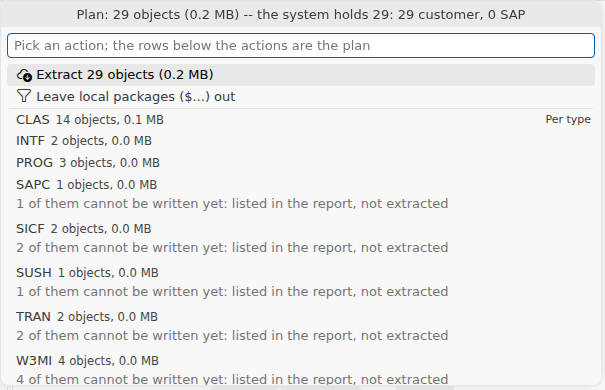 Plan: 29 objects (0.2 MB) -- the system holds 29: 29 customer, 0 SAP
Pick an action; the rows below the actions are the plan
Extract 29 objects (0.2 MB)
Leave local packages ($...) out
CLAS 14 objects, 0.1 MB Per type
INTF 2 objects, 0.0 MB
PROG 3 objects, 0.0 MB
SAPC 1 objects, 0.0 MB
1 of them cannot be written yet: listed in the report, not extracted
SICF 2 objects, 0.0 MB
2 of them cannot be written yet: listed in the report, not extracted
SUSH 1 objects, 0.0 MB
1 of them cannot be written yet: listed in the report, not extracted
TRAN 2 objects, 0.0 MB
2 of them cannot be written yet: listed in the report, not extracted
W3MI 4 objects, 0.0 MB
4 of them cannot be written yet: listed in the report, not extracted